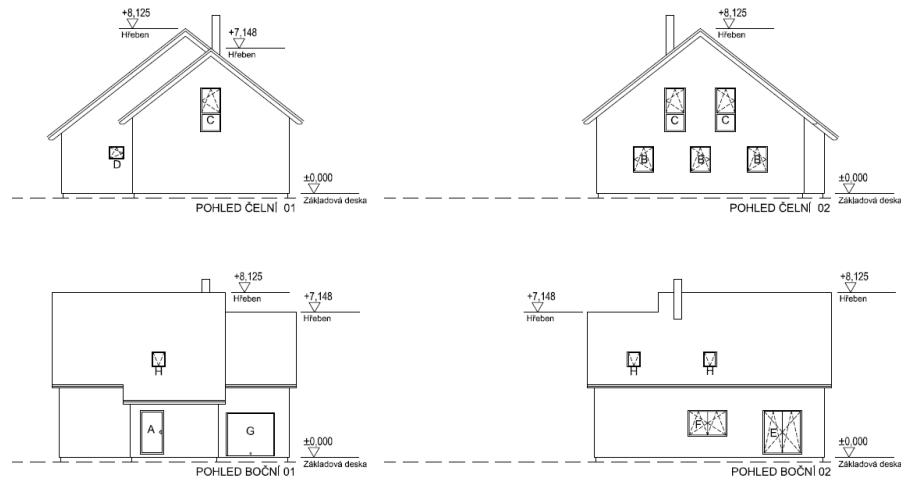 +8,125
Hřeben
+7,148
Hřeben
C
D
±0,000
Základová deska
POHLED ČELNÍ 01
+8,125
Hřeben
C
C
B
B
B
±0,000
Základová deska
POHLED ČELNÍ 02
+8,125
Hřeben
+7,148
Hřeben
H
A
G
±0,000
Základová deska
POHLED BOČNÍ 01
+7,148
Hřeben
+8,125
Hřeben
H
H
F
E
±0,000
Základová deska
POHLED BOČNÍ 02